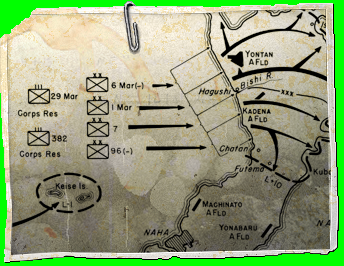 6 Mar (-)
YONTAN
A FLD
29 Mar
Bishi R.
Hagushi
xxx
Corps Res
1 Mar
KADENA
A FLD
7
382
96 (-)
Chatan
Corps Res
Futema
L-10
Kuba
Keise Is.
L-1
MACHINATO
A FLD
YONABARU
A FLD
NAHA
NA